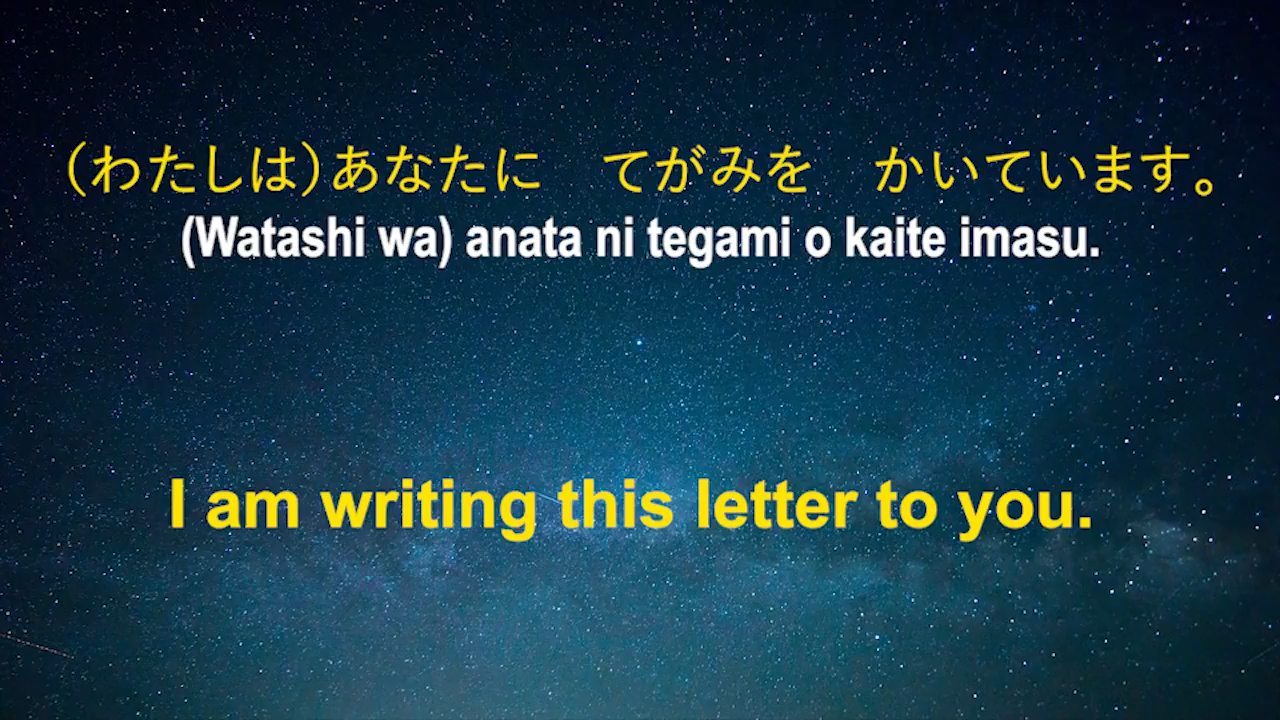 （わたしは）あなたに　てがみを　かいています。
(Watashi wa) anata ni tegami o kaite imasu.
I am writing this letter to you.